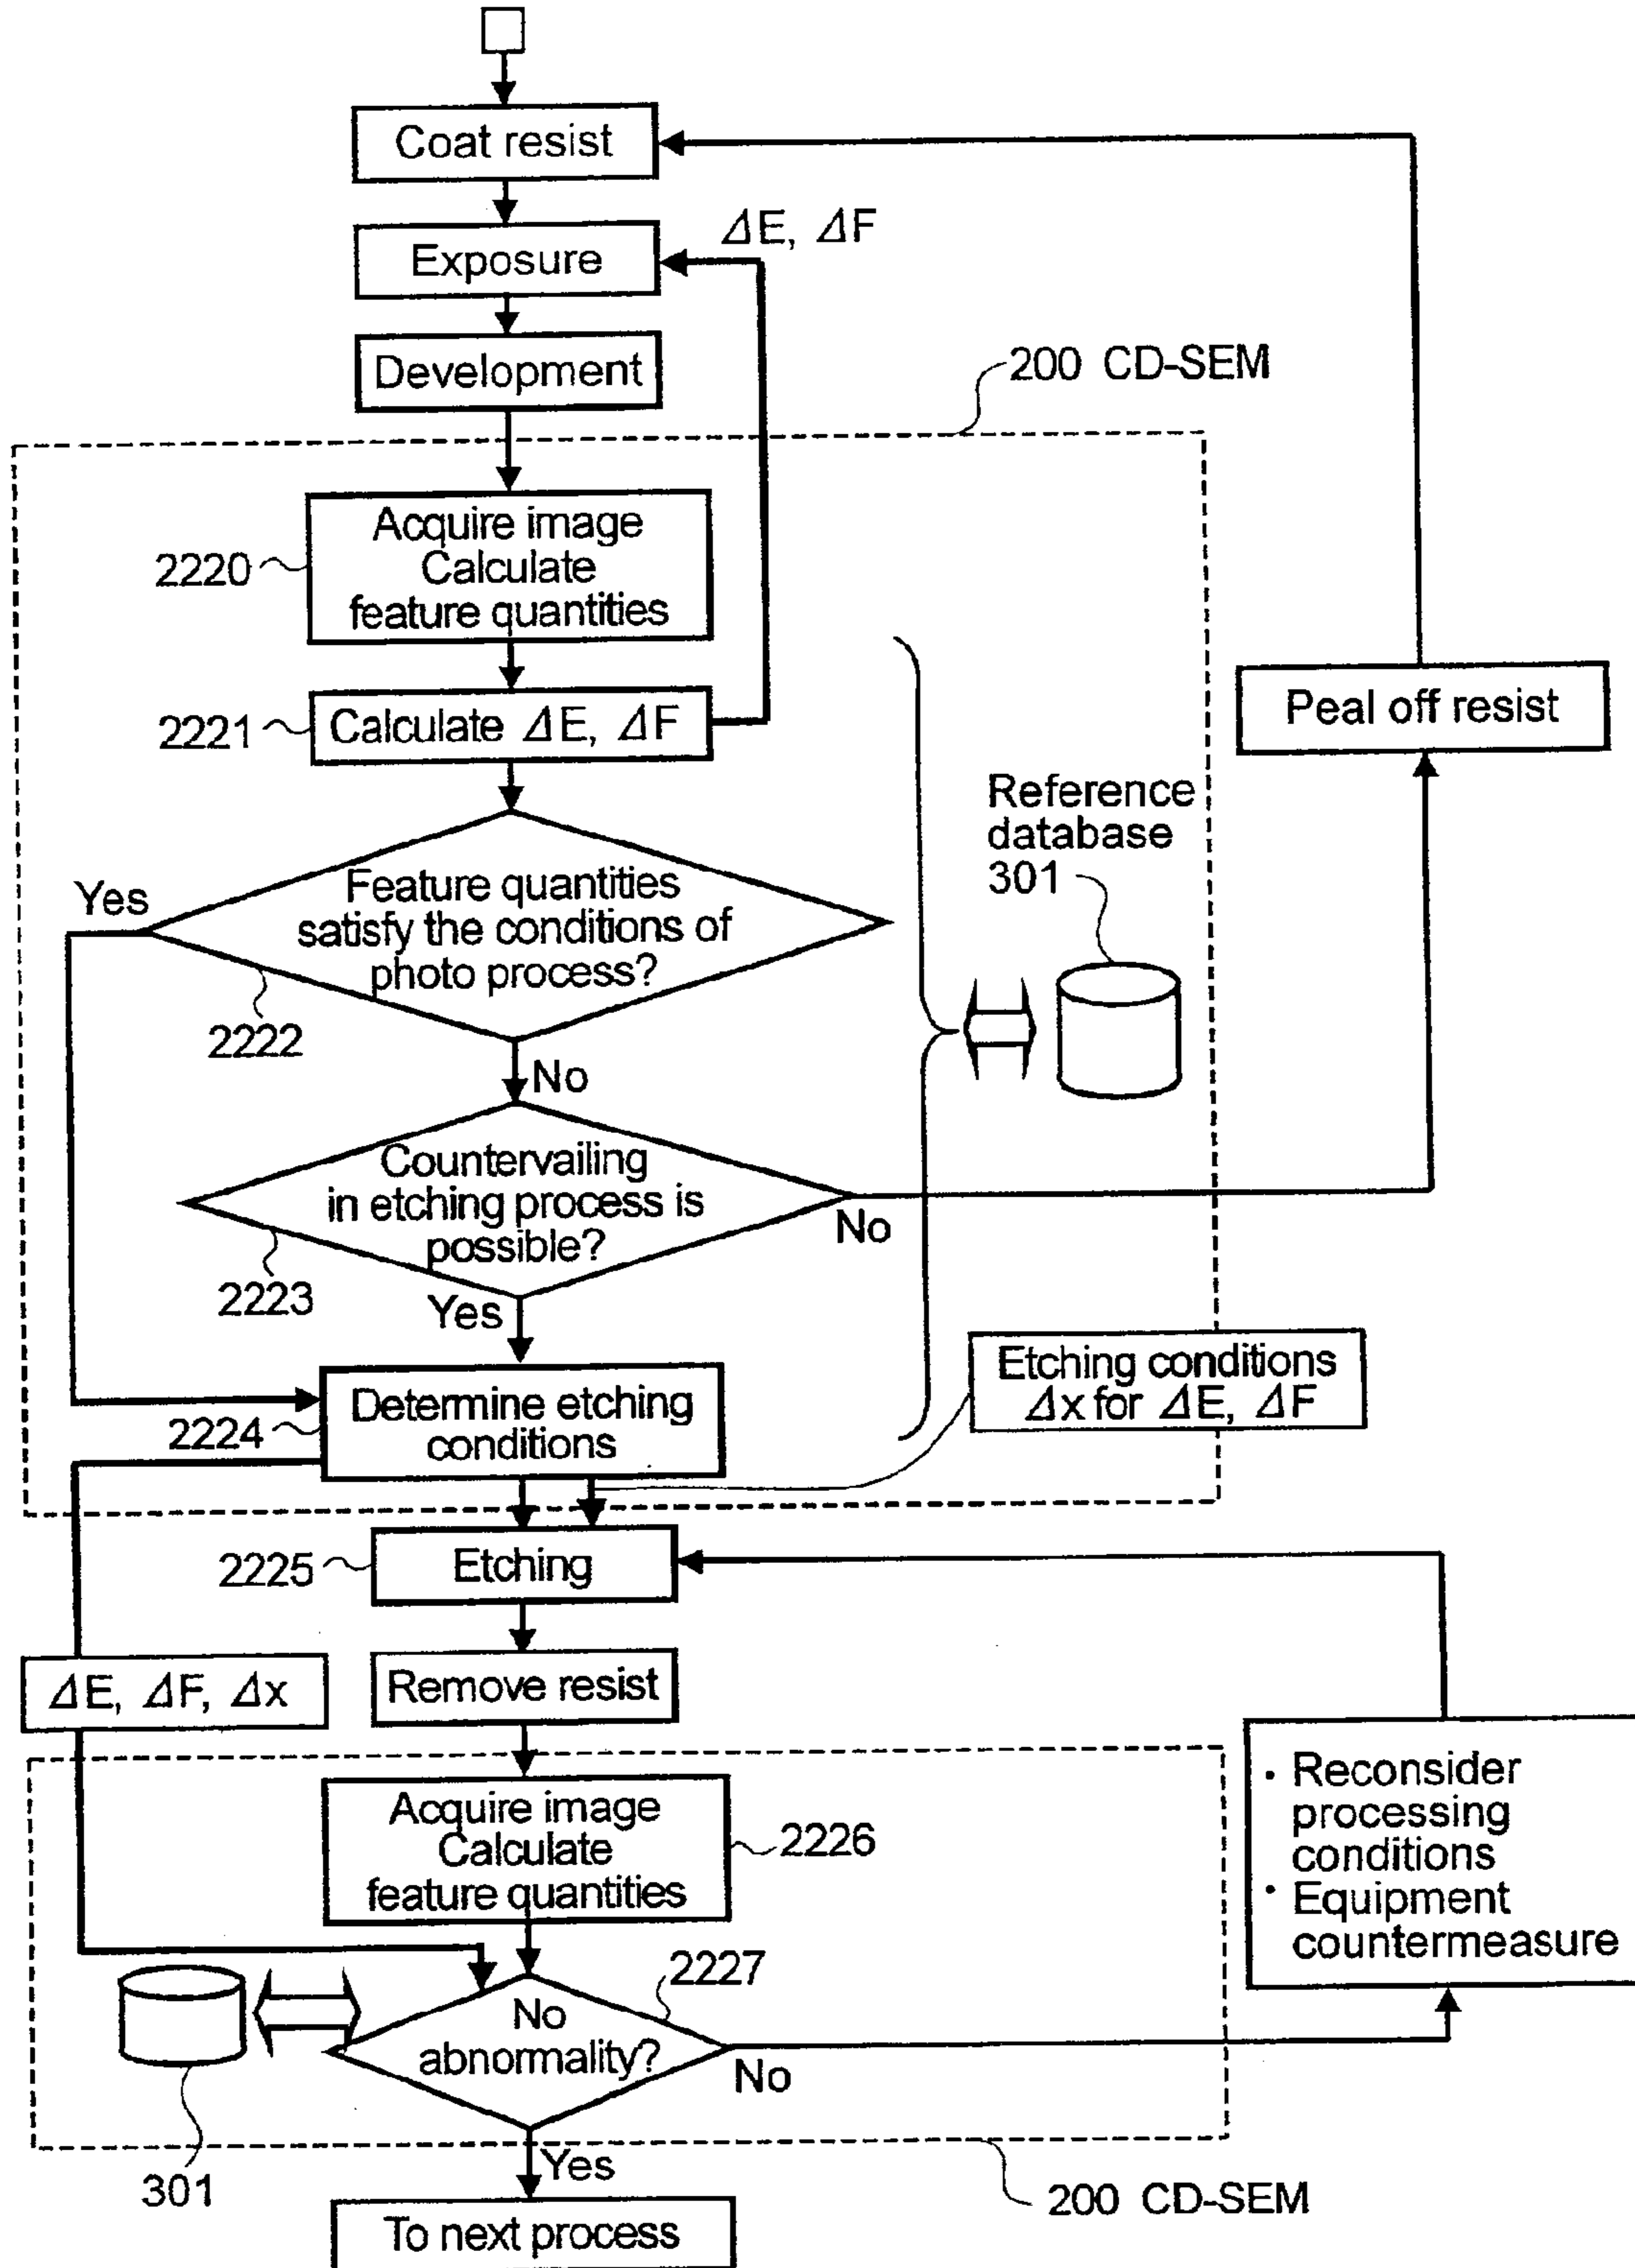 Coat resist
ΔE, ΔF
Exposure
Development
200 CD-SEM
Acquire image
Calculate
feature quantities
2220
Peal off resist
2221
Calculate ΔE, ΔF
Reference
database
301
Yes
Feature quantities
satisfy the conditions of
photo process?
2222
No
Countervailing
in etching process is
possible?
No
2223
Yes
Etching conditions
Δx for ΔE, ΔF
Determine etching
conditions
2224
2225
Etching
ΔE, ΔF, Δx
Remove resist
Acquire image
Calculate
feature quantities
2226
· Reconsider
processing
conditions
· Equipment
countermeasure
2227
No
abnormality?
No
301
Yes
200 CD-SEM
To next process